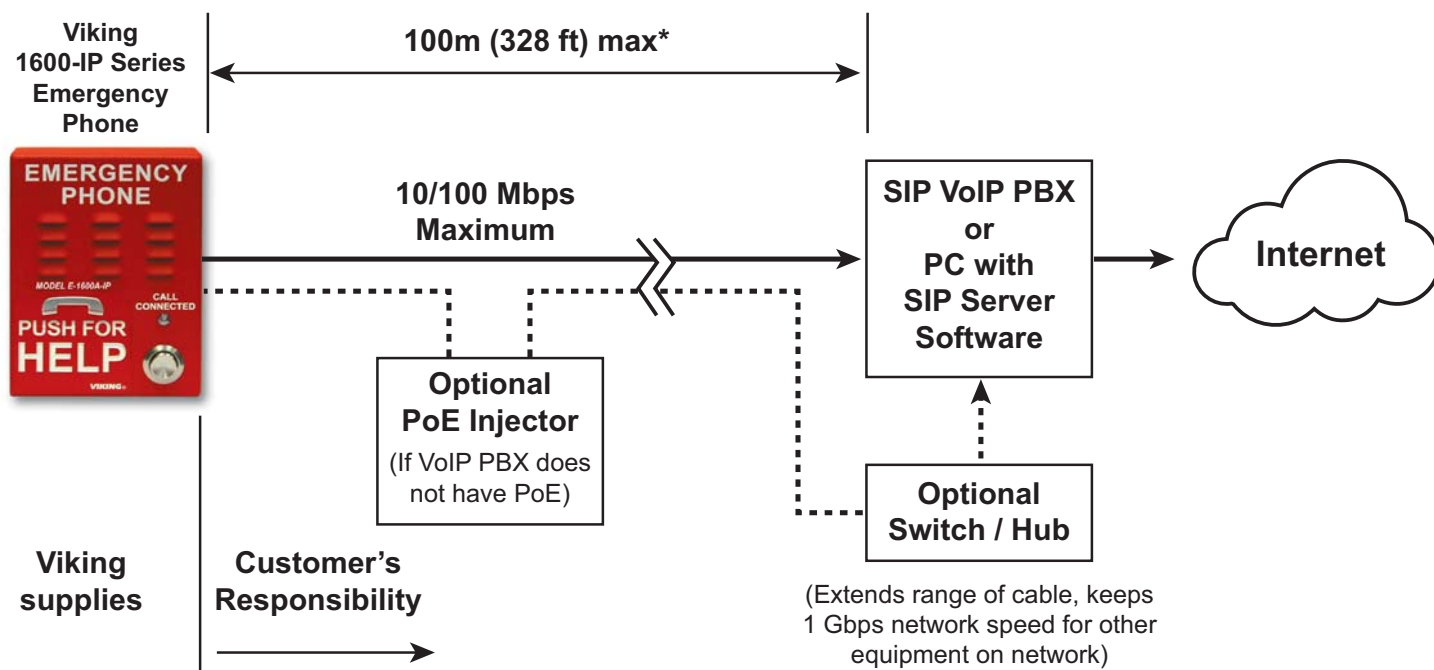 Viking
1600-IP Series
Emergency
Phone
100m (328 ft) max*
EMERGENCY
PHONE
MODEL E-1600A-IP
CALL
CONNECTED
PUSH FOR
HELP
VIKING®
10/100 Mbps
Maximum
SIP VoIP PBX
or
PC with
SIP Server
Software
Internet
Optional
PoE Injector
(If VoIP PBX does
not have PoE)
Optional
Switch / Hub
(Extends range of cable, keeps
1 Gbps network speed for other
equipment on network)
Viking
supplies
Customer’s
Responsibility